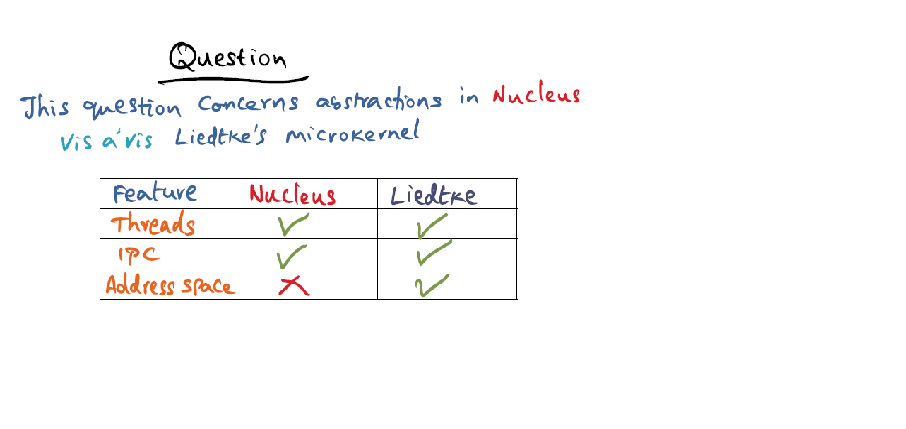 Question
This question concerns abstractions in Nucleus
vis a'vis Liedtke's microkernel
Feature Nucleus Liedtke
Threads ✓ ✓
IPC ✓ ✓
Address space ✗ ✓